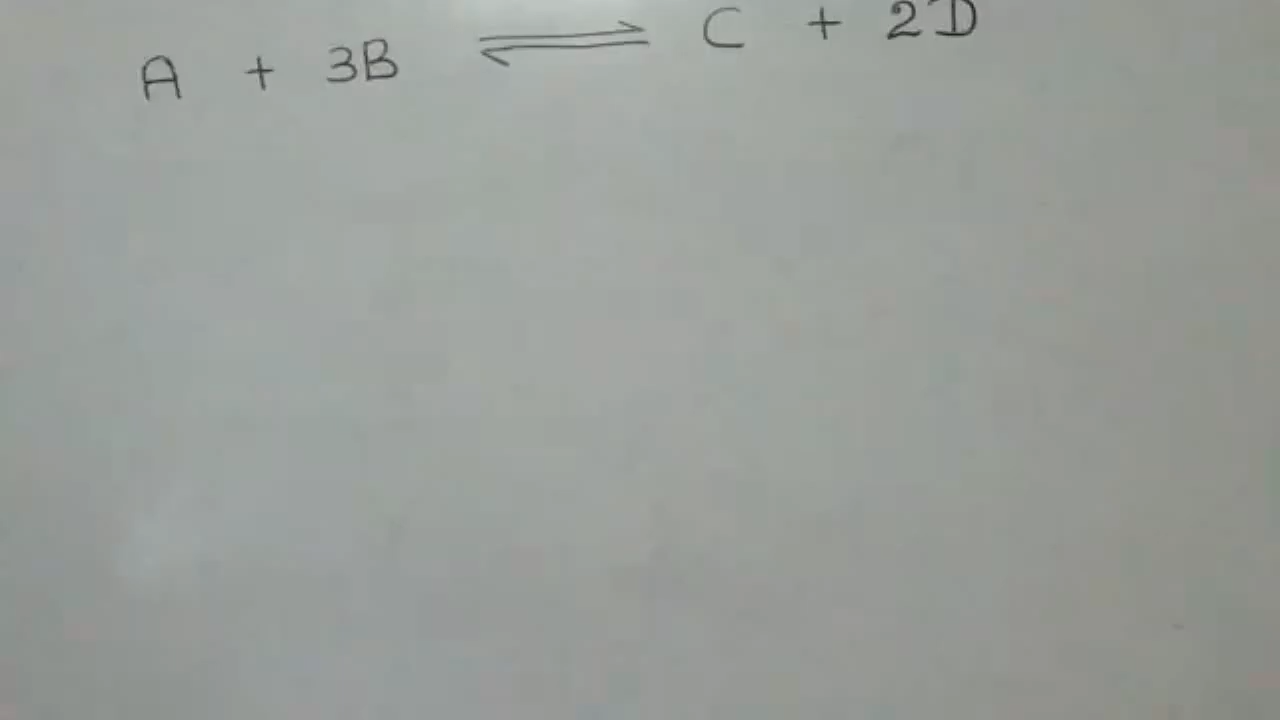 A + 3B ⇌ C + 2D